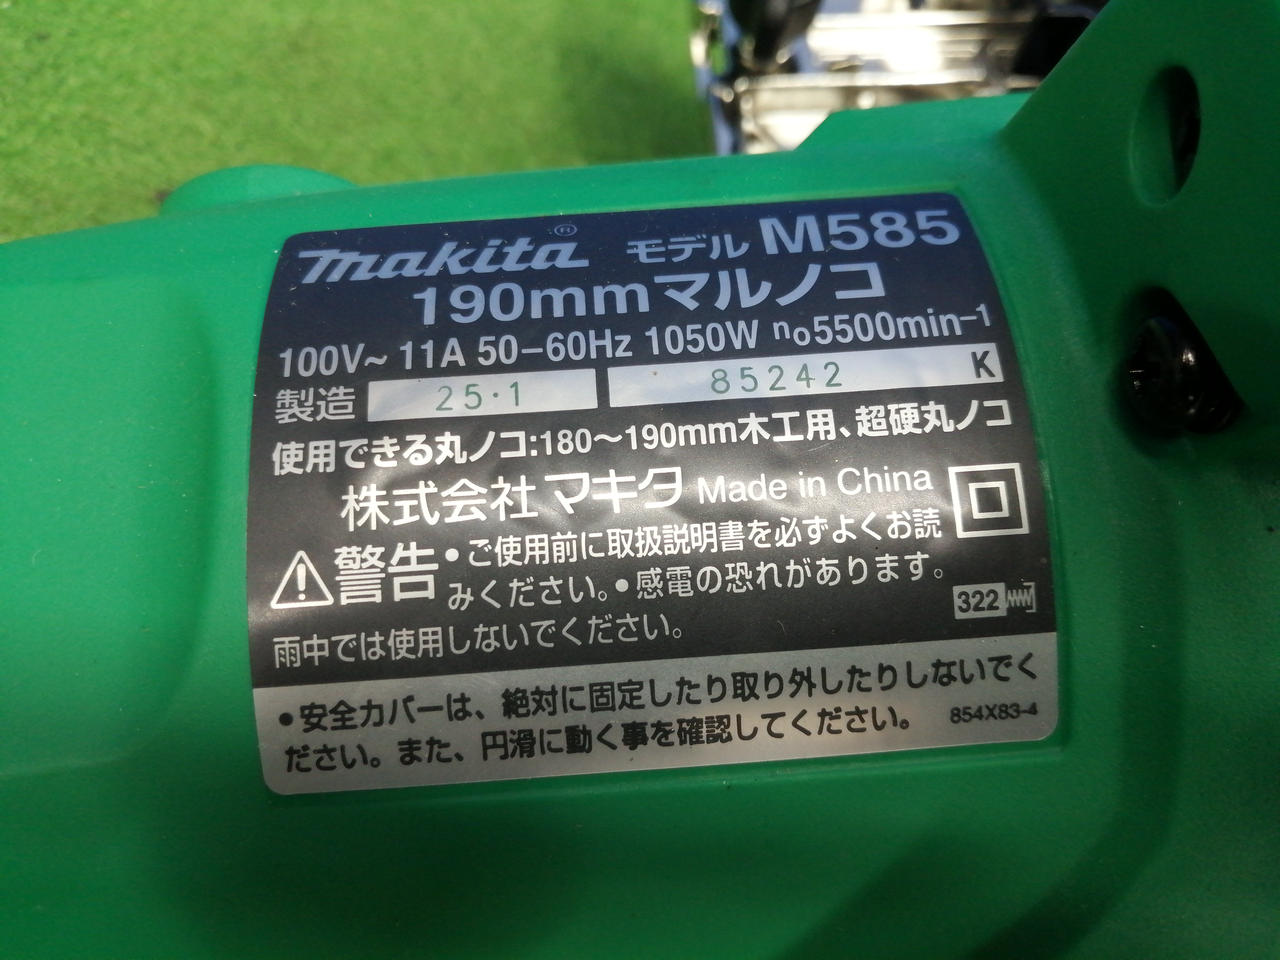 makita® モデル M585
190mmマルノコ
100V~ 11A 50-60Hz 1050W n₀5500min⁻¹
製造 25・1 85242 K
使用できる丸ノコ:180〜190mm木工用、超硬丸ノコ
株式会社マキタ Made in China
警告 •ご使用前に取扱説明書を必ずよくお読
みください。•感電の恐れがあります。
雨中では使用しないでください。
322
•安全カバーは、絶対に固定したり取り外したりしないでく
ださい。また、円滑に動く事を確認してください。
854X83-4